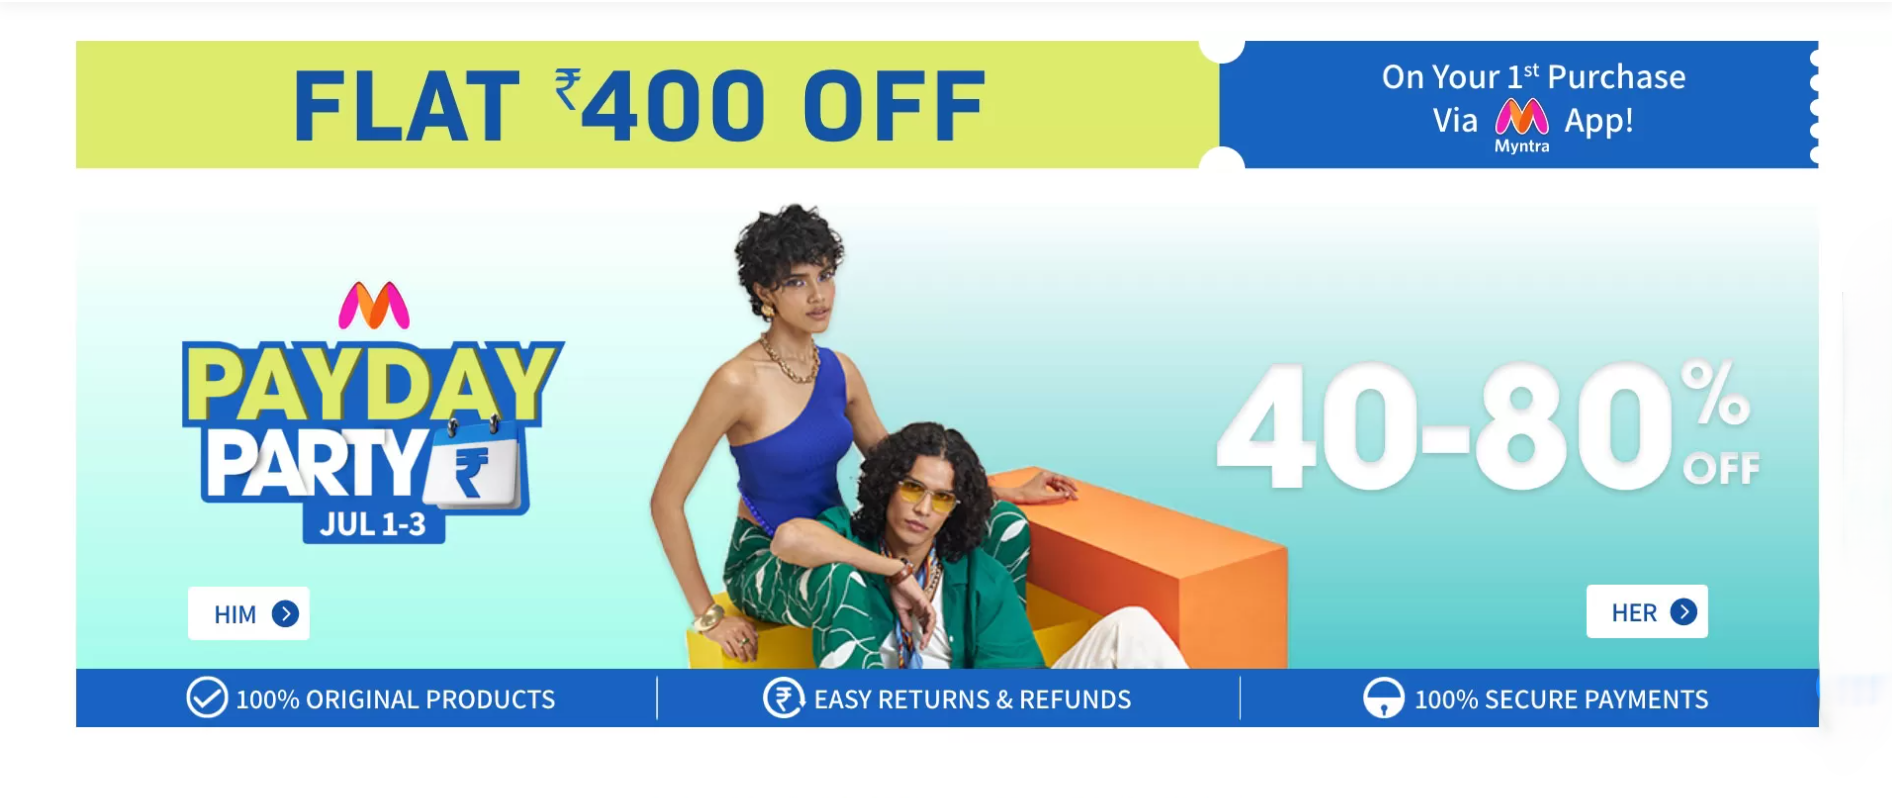 FLAT ₹400 OFF
On Your 1st Purchase
Via Myntra App!
PAYDAY
PARTY ₹
JUL 1-3
40-80% OFF
HIM
HER
100% ORIGINAL PRODUCTS
EASY RETURNS & REFUNDS
100% SECURE PAYMENTS